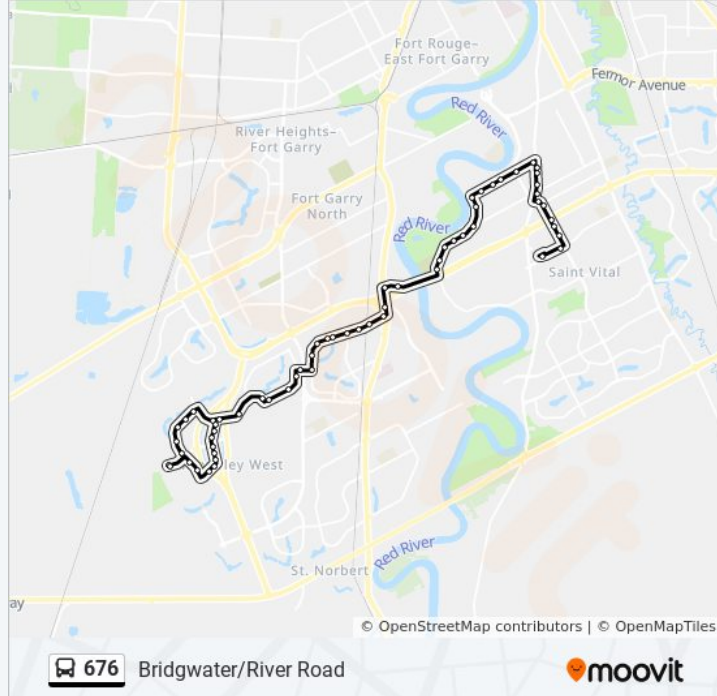 Fort Rouge–
East Fort Garry
Fermor Avenue
Red River
River Heights–
Fort Garry
Fort Garry
North
Red River
Saint Vital
ley West
St. Norbert
Red River
ay
© OpenStreetMap contributors | © OpenMapTiles
676 Bridgwater/River Road
moovit